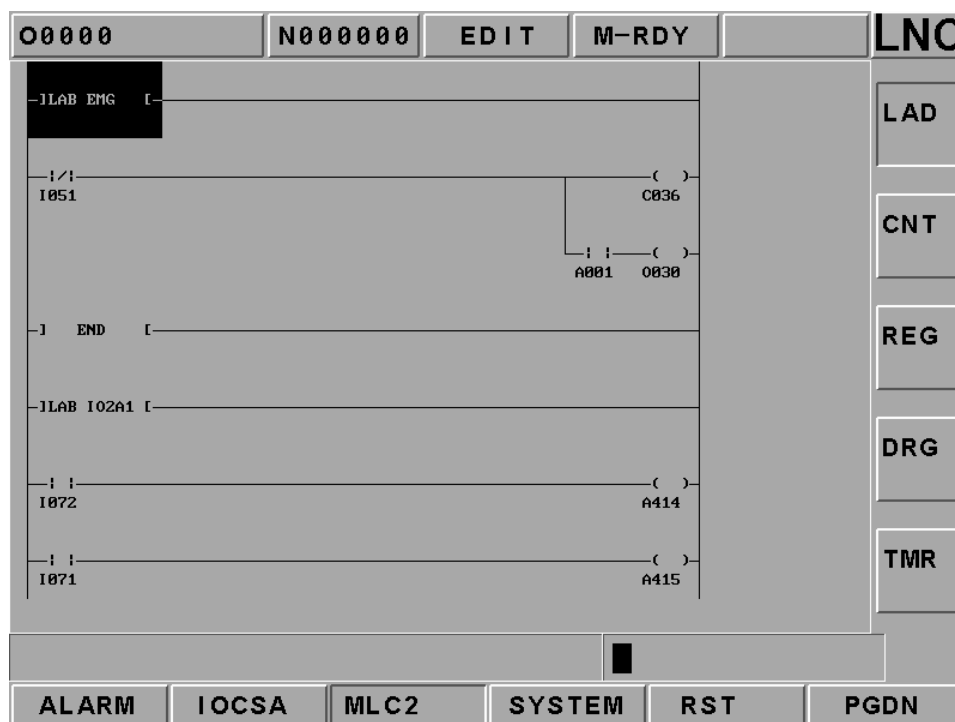 O0000 N000000 EDIT M-RDY LNC
-]LAB EMG [-
LAD
I051 C036
CNT
A001 O030
-] END [-
REG
-]LAB IO2A1 [-
DRG
I072 A414
TMR
I071 A415
ALARM IOCSA MLC2 SYSTEM RST PGDN